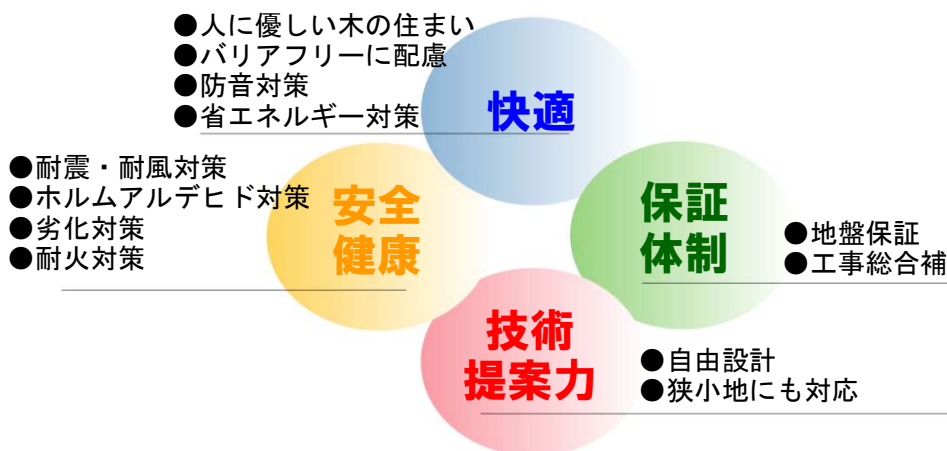 ●人に優しい木の住まい
●バリアフリーに配慮
●防音対策
●省エネルギー対策
快適
●耐震・耐風対策
●ホルムアルデヒド対策
●劣化対策
●耐火対策
安全
健康
保証
体制
●地盤保証
●工事総合補
技術
提案力
●自由設計
●狭小地にも対応